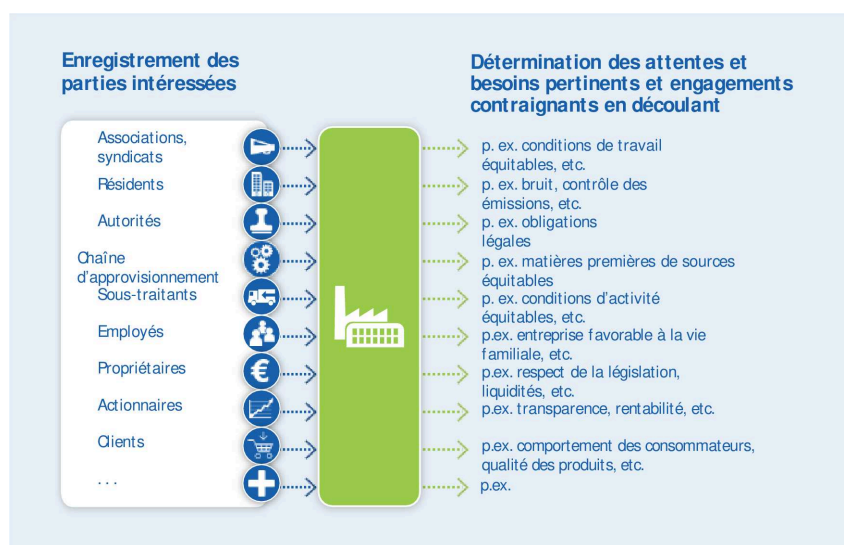 Enregistrement des
parties intéressées
Détermination des attentes et
besoins pertinents et engagements
contraignants en découlant
Associations,
syndicats
p. ex. conditions de travail
équitables, etc.
Résidents
p. ex. bruit, contrôle des
émissions, etc.
Autorités
p. ex. obligations
légales
Chaîne
d'approvisionnement
p. ex. matières premières de sources
équitables
Sous-traitants
p. ex. conditions d'activité
équitables, etc.
Employés
p.ex. entreprise favorable à la vie
familiale, etc.
Propriétaires
€
p.ex. respect de la législation,
liquidités, etc.
Actionnaires
p.ex. transparence, rentabilité, etc.
Clients
p.ex. comportement des consommateurs,
qualité des produits, etc.
. . .
p.ex.